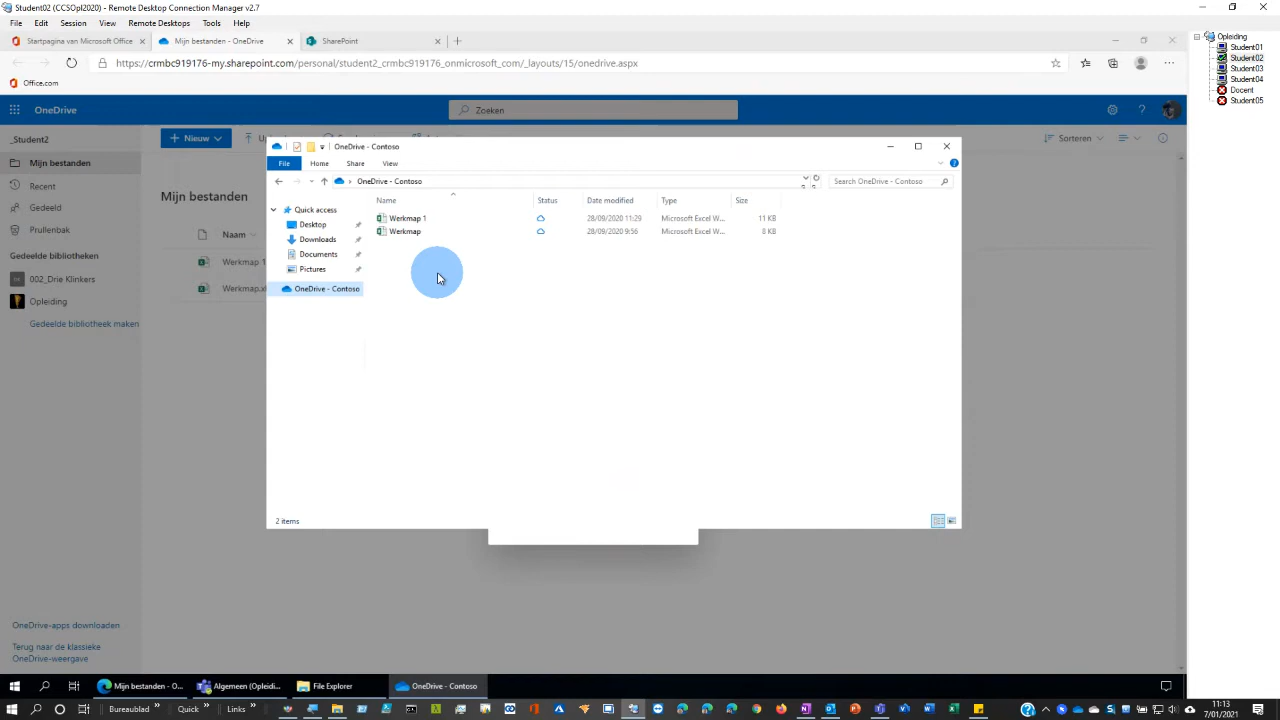 Student02 (CCSOpl2020) - Remote Desktop Connection Manager v2.7
File Edit Session View Remote Desktops Tools Help
Startpagina van Microsoft Office
Mijn bestanden - OneDrive
SharePoint
https://crmbc919176-my.sharepoint.com/personal/student2_crmbc919176_onmicrosoft_com/_layouts/15/onedrive.aspx
Office.com
OneDrive
Zoeken
_Student2
Nieuw
Sorteren
Mijn bestanden
Recent
Gedeeld
Prullenbak
Gedeelde bibliotheken
002_Drie Klinkers
Opleiding
Gedeelde bibliotheek maken
OneDrive-apps downloaden
Terug naar de klassieke
OneDrive-weergave
Mijn bestanden
Naam
Werkmap 1
Werkmap.xl
OneDrive - Contoso
File Home Share View
OneDrive - Contoso
Search OneDrive - Contoso
Quick access
Desktop
Downloads
Documents
Pictures
OneDrive - Contoso
Name Status Date modified Type Size
Werkmap 1 28/09/2020 11:29 Microsoft Excel W... 11 KB
Werkmap 28/09/2020 9:56 Microsoft Excel W... 8 KB
2 items
Opleiding
Student01
Student02
Student03
Student04
Docent
Student05
Mijn bestanden - O...
Algemeen (Opleidi...
File Explorer
OneDrive - Contoso
Bureaublad
Quick
Links
11:13
7/01/2021